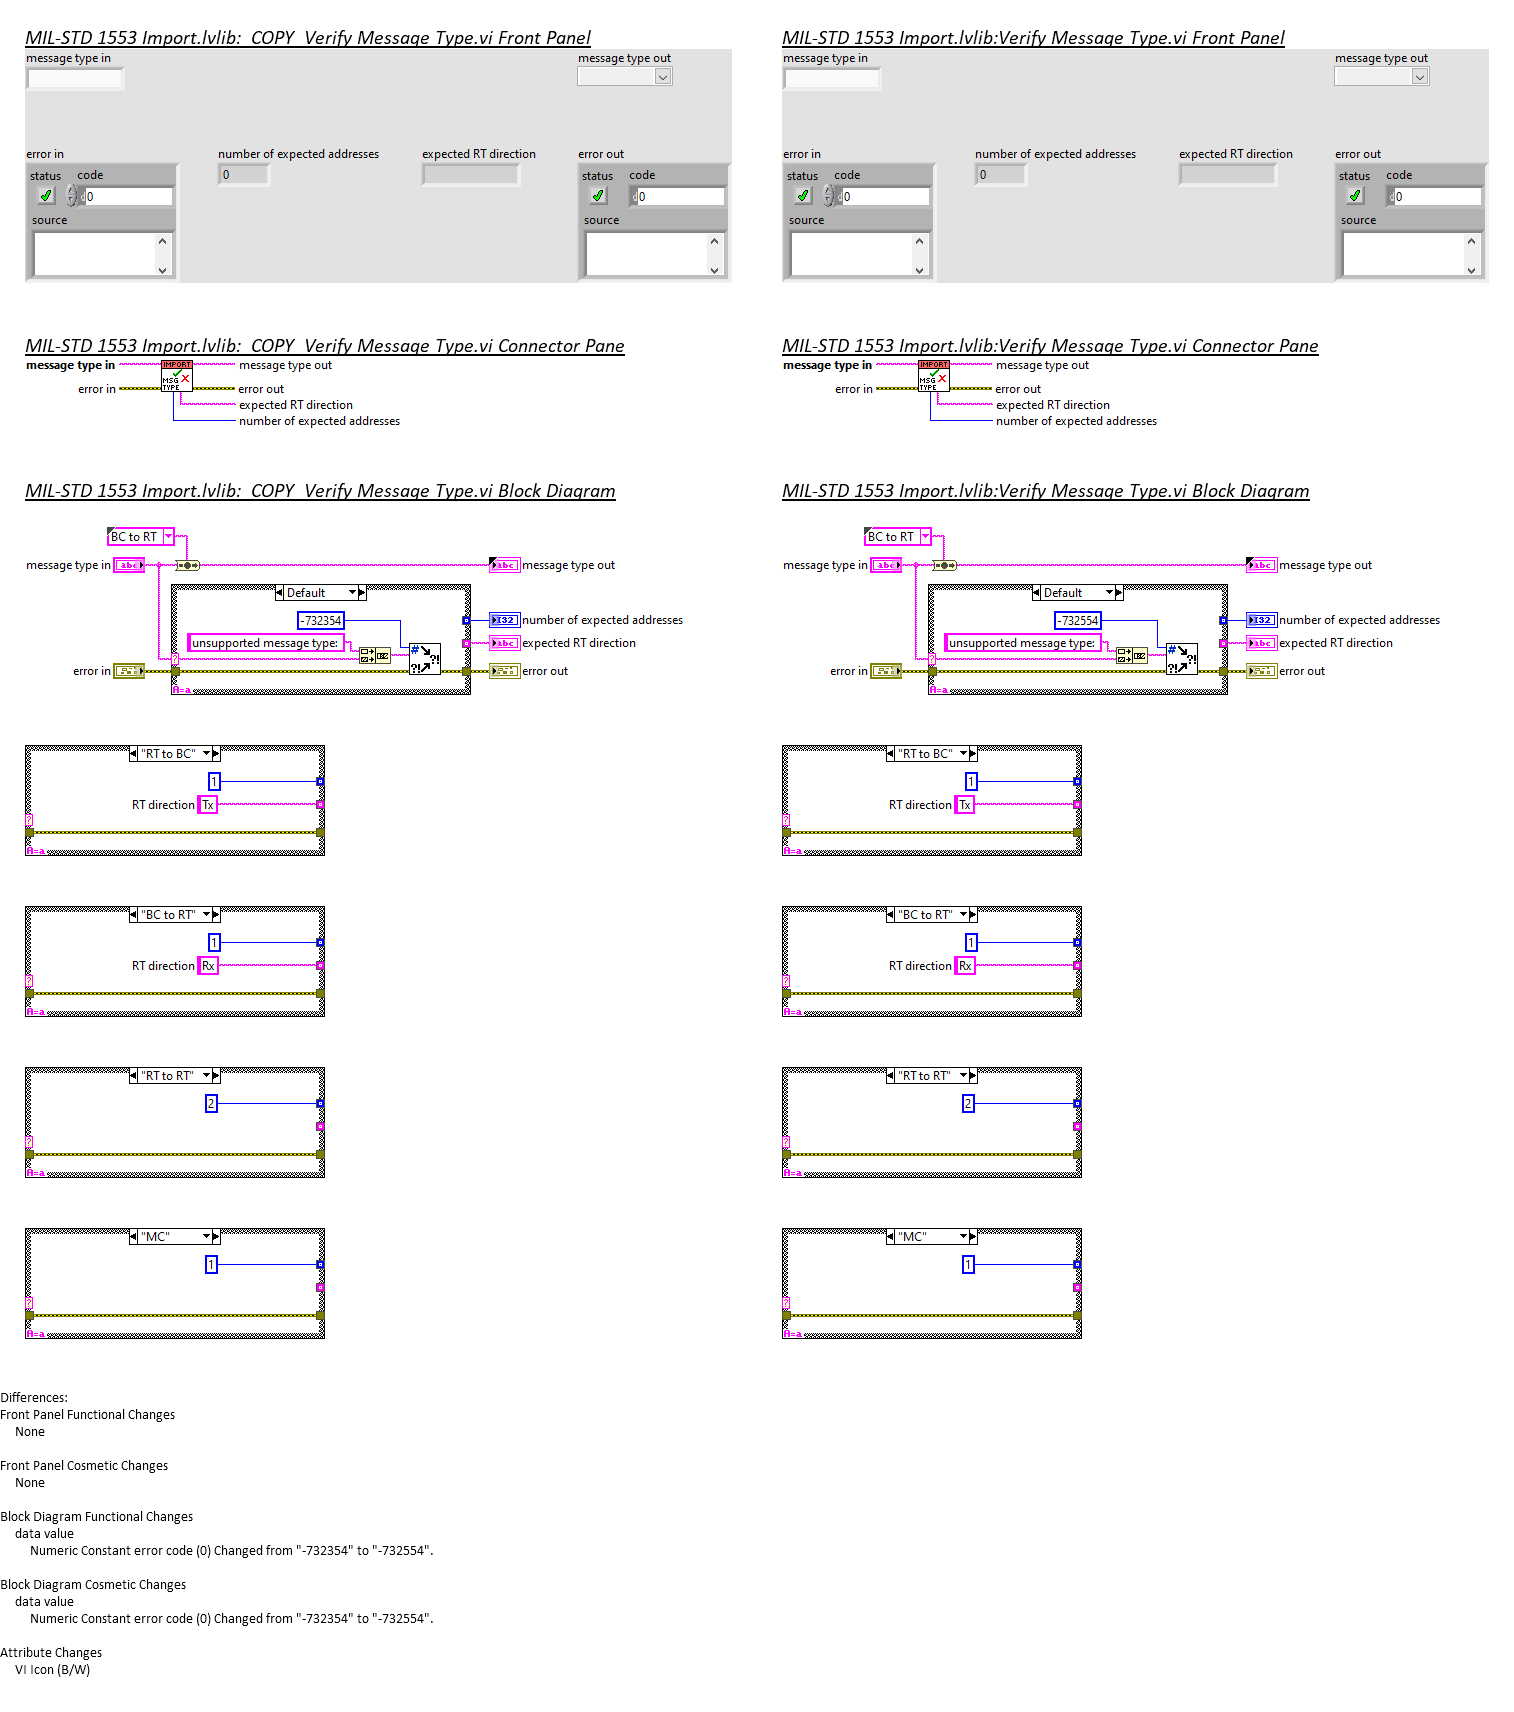 MIL-STD 1553 Import.lvlib:_COPY_Verify Message Type.vi Front Panel
message type in
message type out
error in
number of expected addresses
expected RT direction
error out
status
code
0
status
code
0
0
source
source
MIL-STD 1553 Import.lvlib:Verify Message Type.vi Front Panel
message type in
message type out
error in
number of expected addresses
expected RT direction
error out
status
code
0
status
code
0
0
source
source
MIL-STD 1553 Import.lvlib:_COPY_Verify Message Type.vi Connector Pane
message type in
IMPORT
MSG
TYPE
message type out
error in
error out
expected RT direction
number of expected addresses
MIL-STD 1553 Import.lvlib:Verify Message Type.vi Connector Pane
message type in
IMPORT
MSG
TYPE
message type out
error in
error out
expected RT direction
number of expected addresses
MIL-STD 1553 Import.lvlib:_COPY_Verify Message Type.vi Block Diagram
BC to RT
message type in
abc
abc
message type out
Default
-732354
I32
number of expected addresses
unsupported message type:
abc
expected RT direction
error in
error out
A=a
MIL-STD 1553 Import.lvlib:Verify Message Type.vi Block Diagram
BC to RT
message type in
abc
abc
message type out
Default
-732554
I32
number of expected addresses
unsupported message type:
abc
expected RT direction
error in
error out
A=a
"RT to BC"
1
RT direction
Tx
A=a
"RT to BC"
1
RT direction
Tx
A=a
"BC to RT"
1
RT direction
Rx
A=a
"BC to RT"
1
RT direction
Rx
A=a
"RT to RT"
2
A=a
"RT to RT"
2
A=a
"MC"
1
A=a
"MC"
1
A=a
Differences:
Front Panel Functional Changes
None
Front Panel Cosmetic Changes
None
Block Diagram Functional Changes
data value
Numeric Constant error code (0) Changed from "-732354" to "-732554".
Block Diagram Cosmetic Changes
data value
Numeric Constant error code (0) Changed from "-732354" to "-732554".
Attribute Changes
VI Icon (B/W)